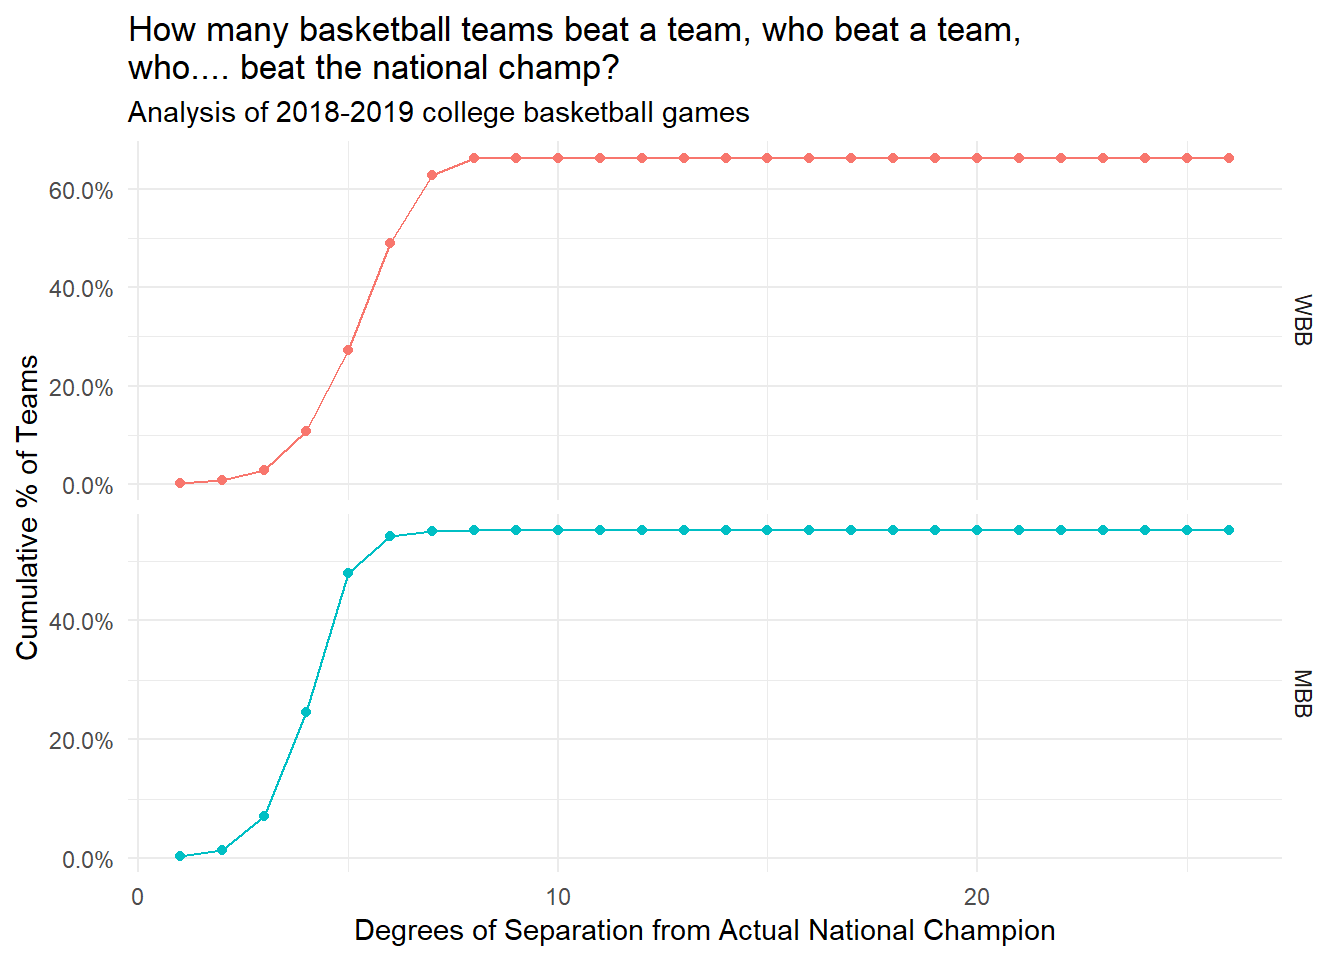 How many basketball teams beat a team, who beat a team,
who.... beat the national champ?
Analysis of 2018-2019 college basketball games
Cumulative % of Teams
60.0%
40.0%
20.0%
0.0%
WBB
40.0%
20.0%
0.0%
MBB
0 10 20
Degrees of Separation from Actual National Champion